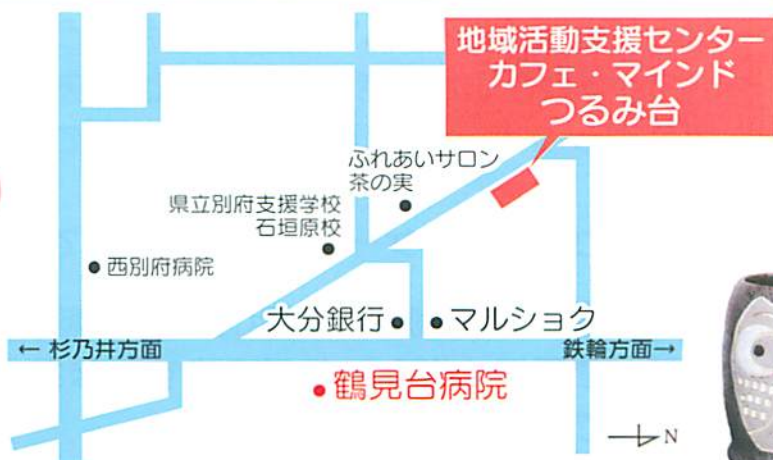 地域活動支援センター
カフェ・マインド
つるみ台
ふれあいサロン
茶の実
県立別府支援学校
石垣原校
西別府病院
大分銀行
マルショク
← 杉乃井方面
鉄輪方面→
鶴見台病院
N